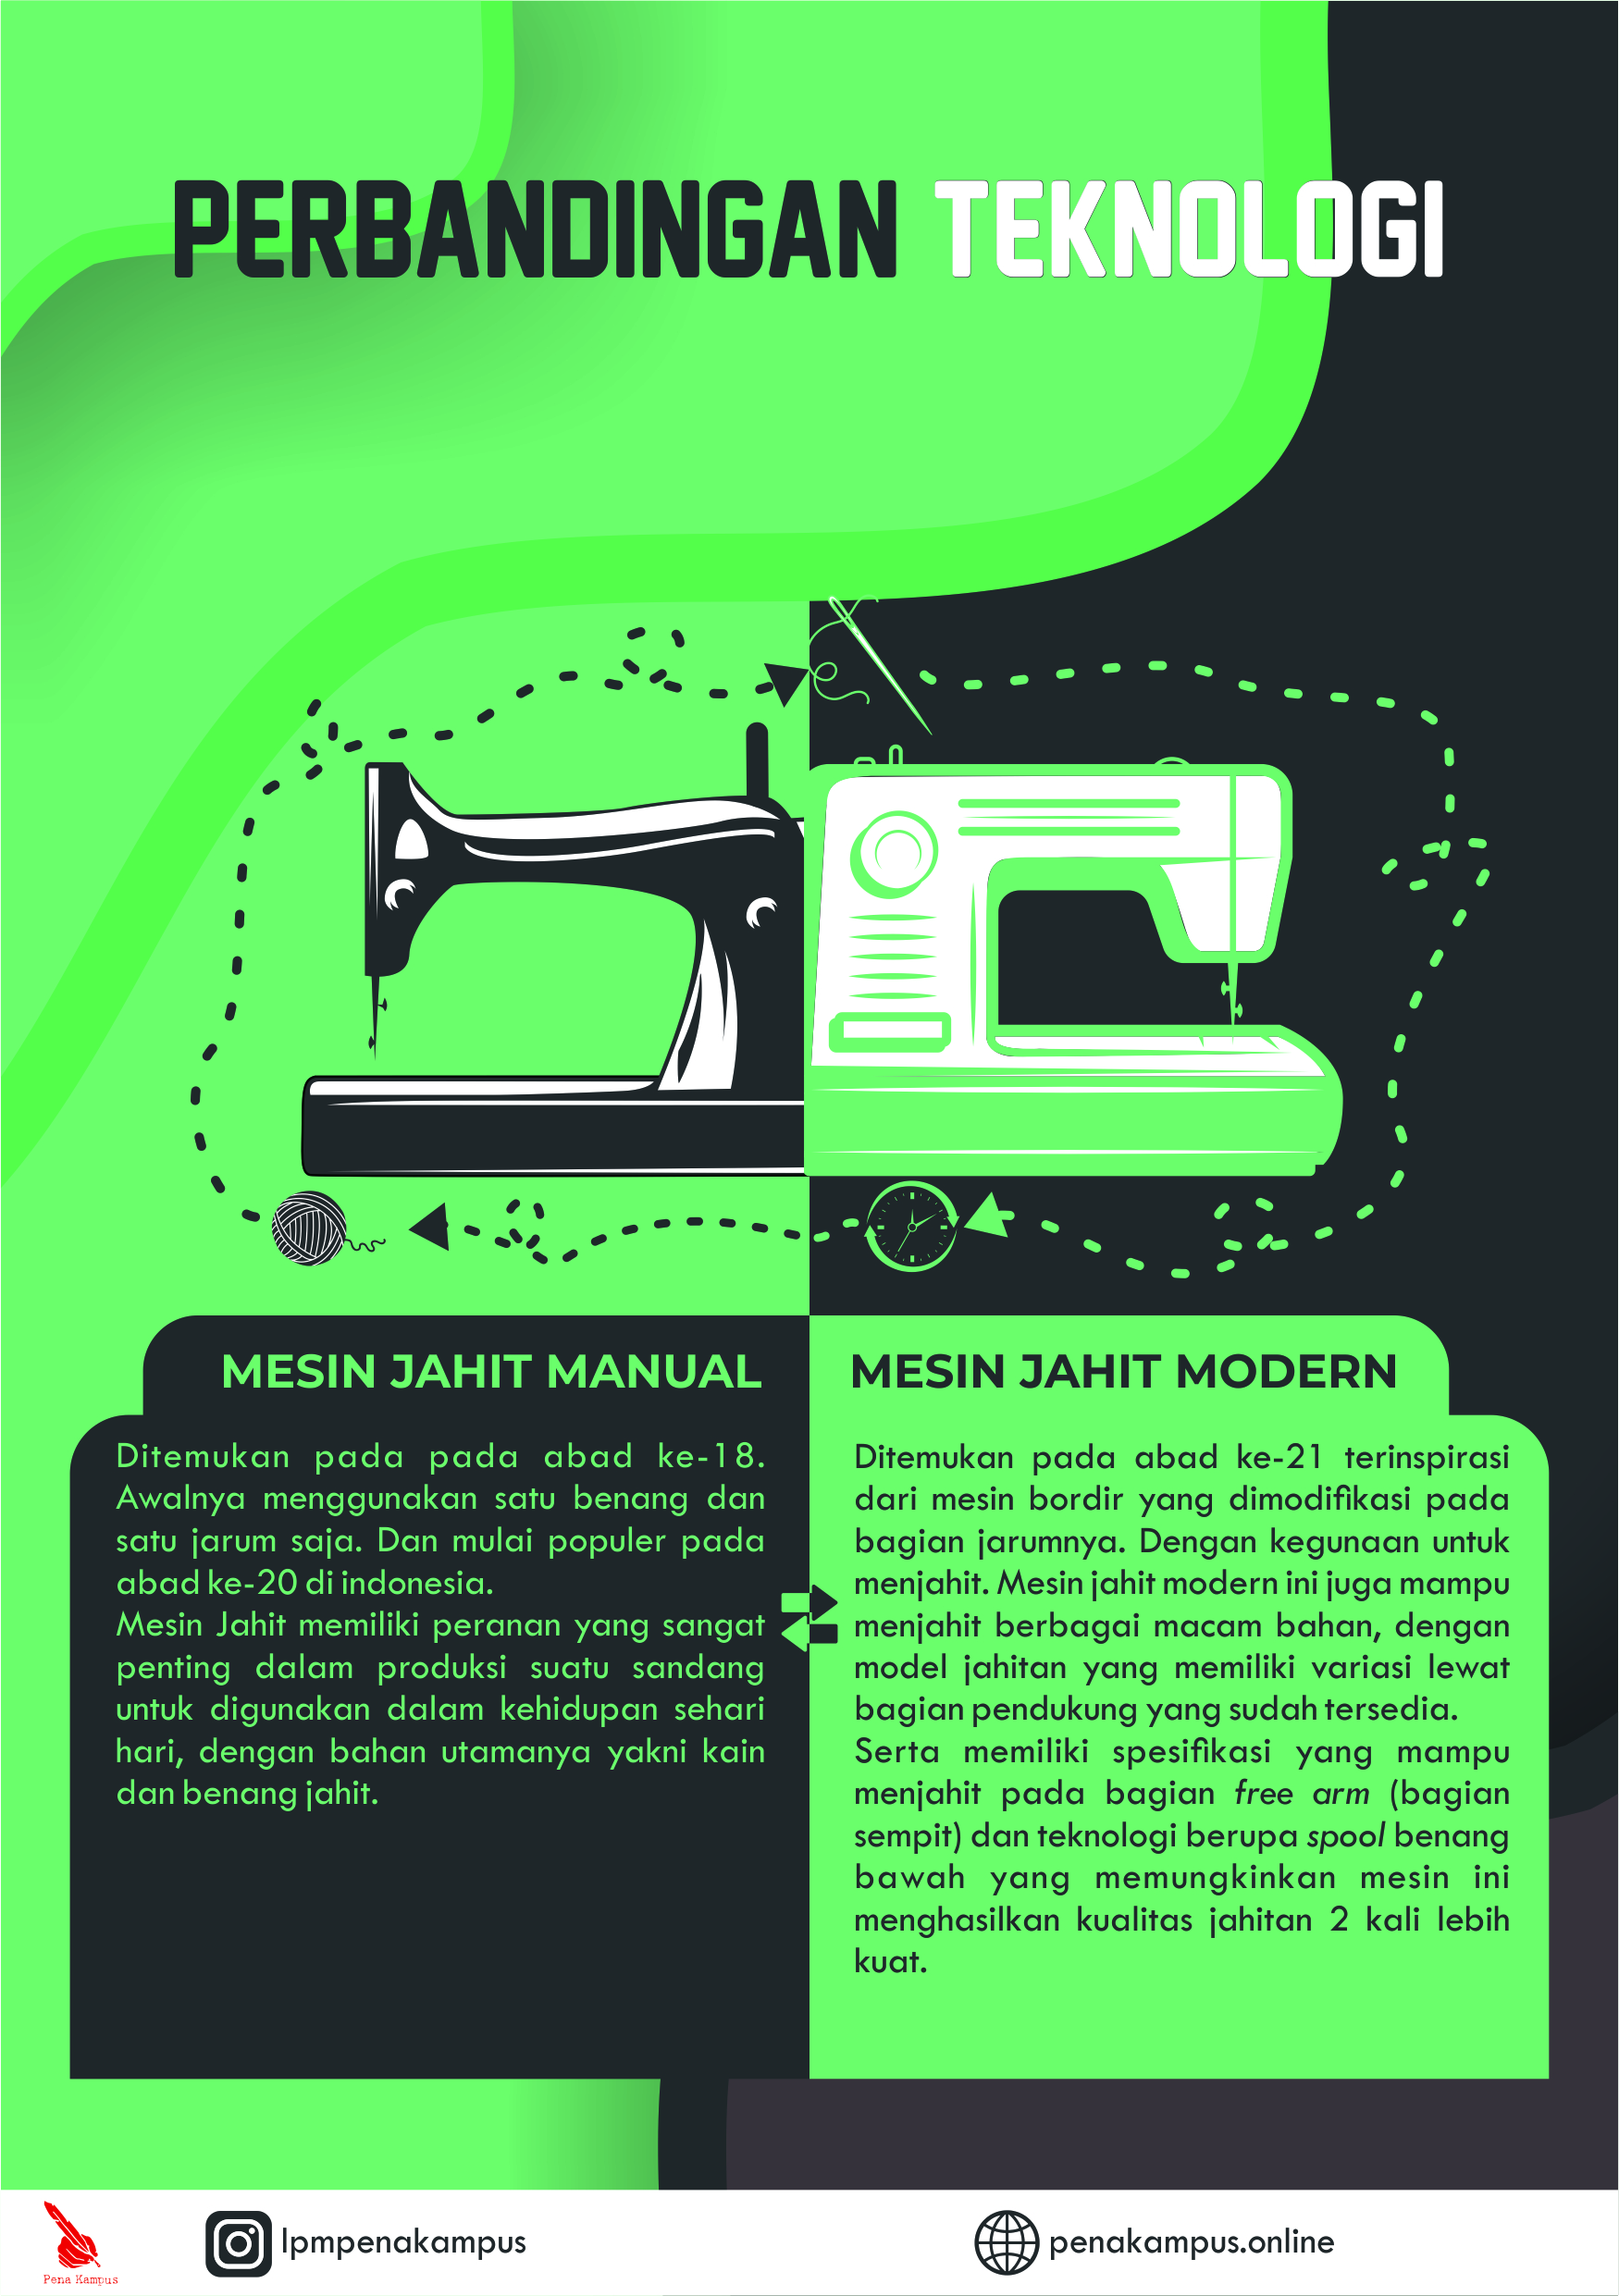 PERBANDINGAN TEKNOLOGI
MESIN JAHIT MANUAL
Ditemukan pada pada abad ke-18.
Awalnya menggunakan satu benang dan
satu jarum saja. Dan mulai populer pada
abad ke-20 di indonesia.
Mesin Jahit memiliki peranan yang sangat
penting dalam produksi suatu sandang
untuk digunakan dalam kehidupan sehari
hari, dengan bahan utamanya yakni kain
dan benang jahit.
MESIN JAHIT MODERN
Ditemukan pada abad ke-21 terinspirasi
dari mesin bordir yang dimodifikasi pada
bagian jarumnya. Dengan kegunaan untuk
menjahit. Mesin jahit modern ini juga mampu
menjahit berbagai macam bahan, dengan
model jahitan yang memiliki variasi lewat
bagian pendukung yang sudah tersedia.
Serta memiliki spesifikasi yang mampu
menjahit pada bagian free arm (bagian
sempit) dan teknologi berupa spool benang
bawah yang memungkinkan mesin ini
menghasilkan kualitas jahitan 2 kali lebih
kuat.
Pena Kampus
lpmpenakampus
penakampus.online